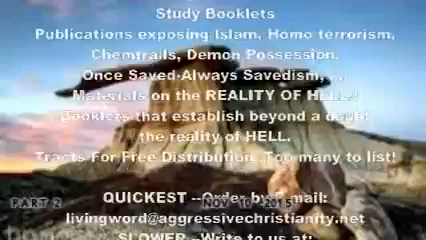 Study Booklets
Publications exposing Islam, Homo terrorism,
Chemtrails, Demon Possession,
Once Saved-Always Savedism, ...
Materials on the REALITY OF HELL!
Booklets that establish beyond a doubt
the reality of HELL.
Tracts For Free Distribution. Too many to list!
PART 2
NOV 10 2015
QUICKEST --Order by E-mail:
livingword@aggressivechristianity.net
SLOWER --Write to us at: